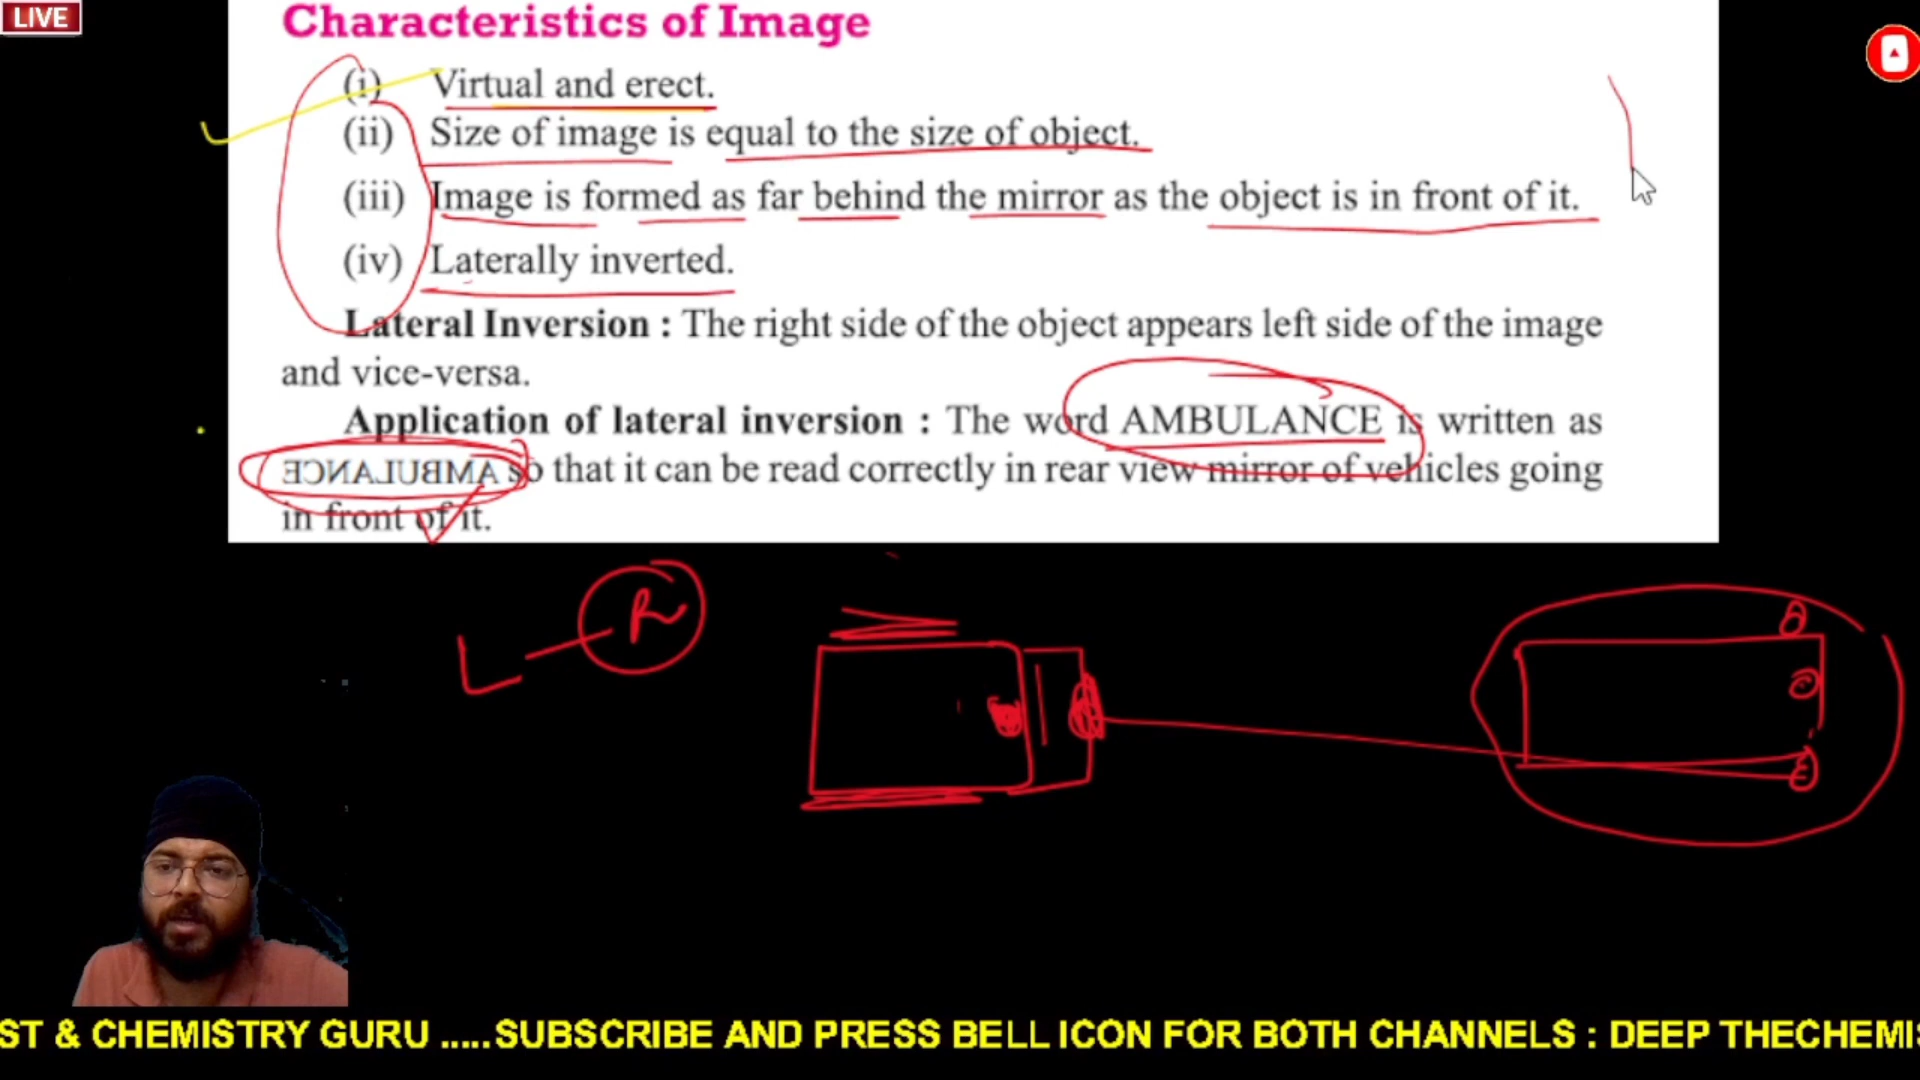 LIVE
Characteristics of Image
(i) Virtual and erect.
(ii) Size of image is equal to the size of object.
(iii) Image is formed as far behind the mirror as the object is in front of it.
(iv) Laterally inverted.
Lateral Inversion : The right side of the object appears left side of the image
and vice-versa.
Application of lateral inversion : The word AMBULANCE is written as
ƎƆИA⅃UᙠMA so that it can be read correctly in rear view mirror of vehicles going
in front of it.
L R
ST & CHEMISTRY GURU .....SUBSCRIBE AND PRESS BELL ICON FOR BOTH CHANNELS : DEEP THECHEMIS